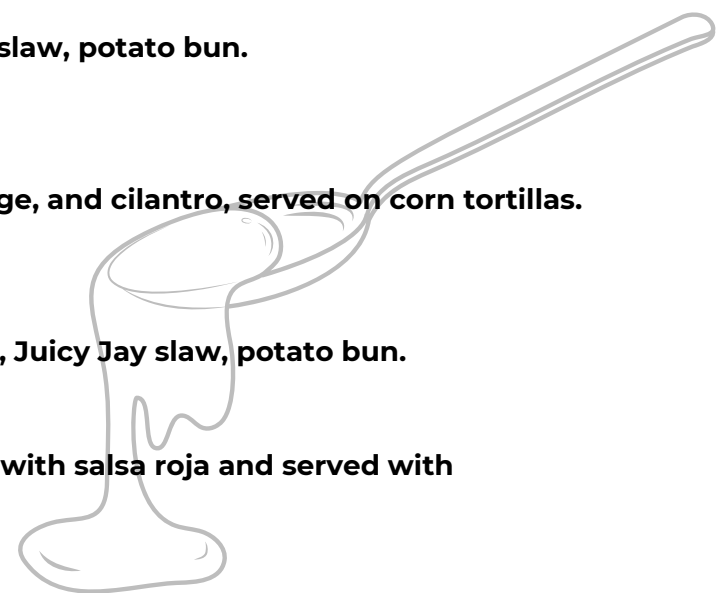 slaw, potato bun.
ge, and cilantro, served on corn tortillas.
, Juicy Jay slaw, potato bun.
with salsa roja and served with